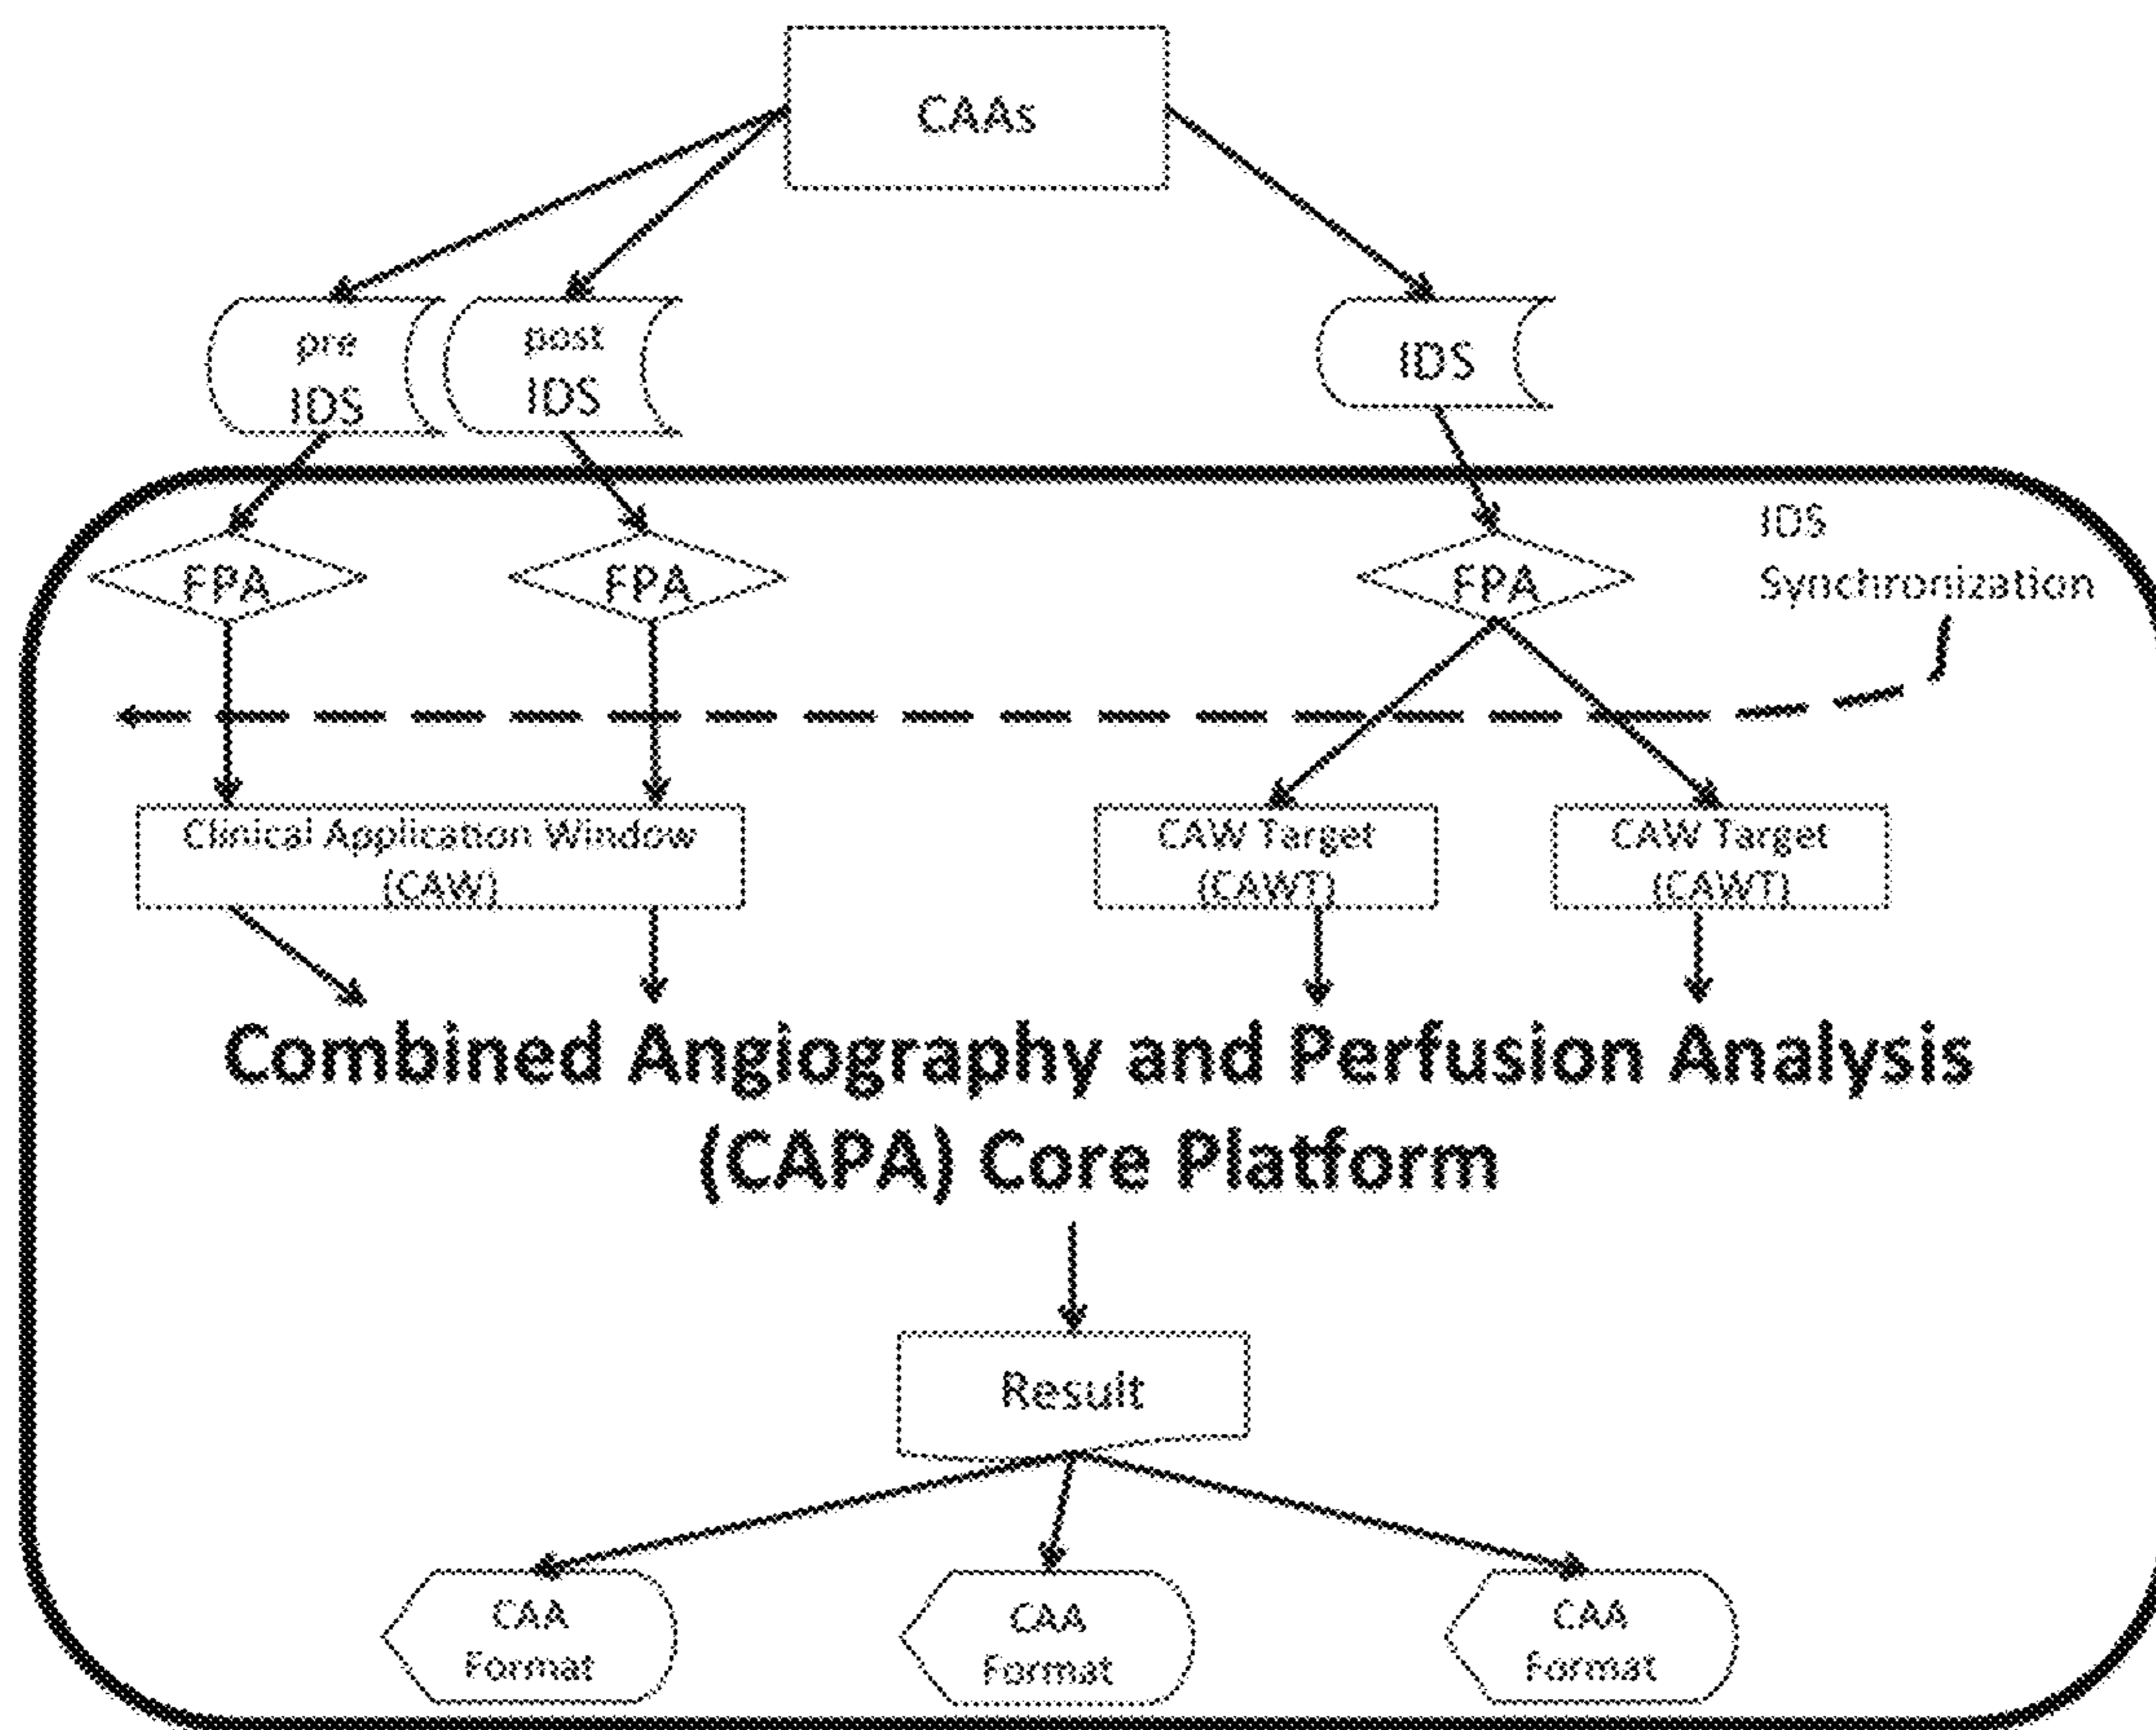 CAAs
pre
IDS
post
IDS
IDS
FPA
FPA
FPA
IDS
Synchronization
Clinical Application Window
(CAW)
CAW Target
(CAWT)
CAW Target
(CAWT)
Combined Angiography and Perfusion Analysis
(CAPA) Core Platform
Result
CAA
Format
CAA
Format
CAA
Format